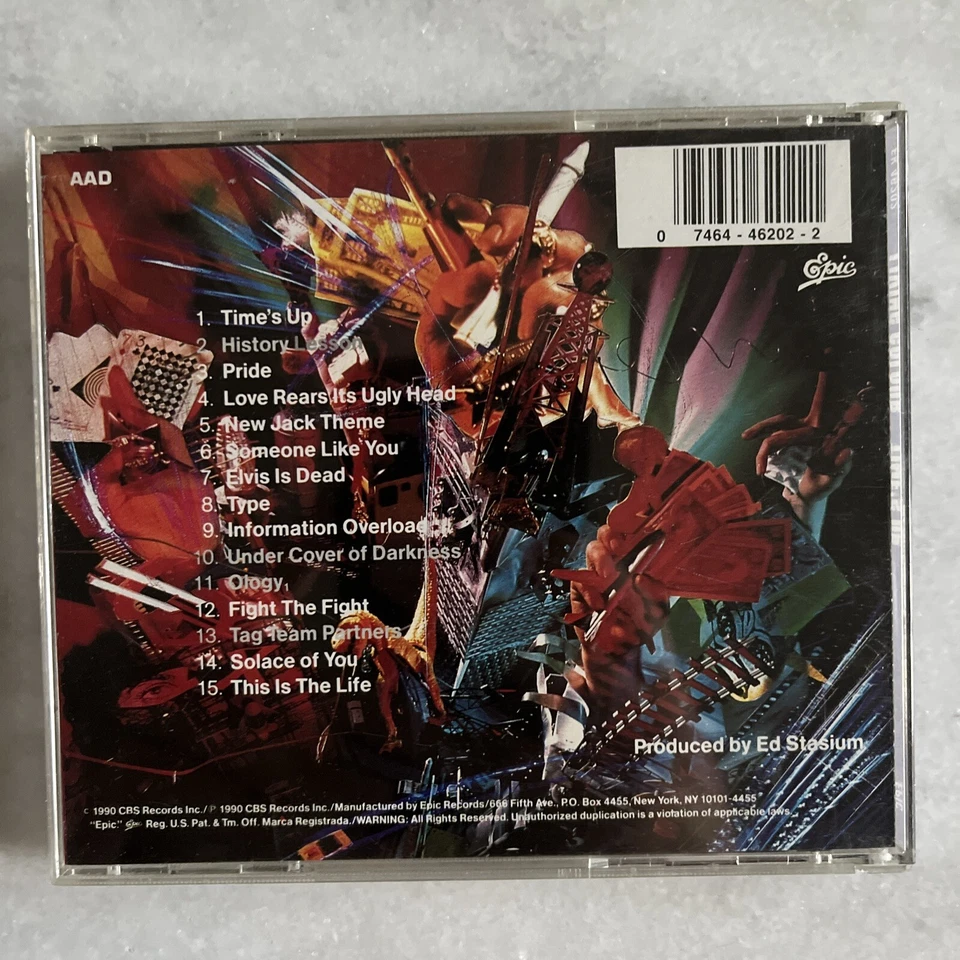 AAD
0 7464 - 46202 - 2
Epic
1. Time's Up
2 History Lesson
3. Pride
4. Love Rears Its Ugly Head
5. New Jack Theme
6. Someone Like You
7. Elvis Is Dead
8. Type
9. Information Overload
10. Under Cover of Darkness
11. Ology
12. Fight The Fight
13. Tag Team Partners
14. Solace of You
15. This Is The Life
Produced by Ed Stasium
c 1990 CBS Records Inc./ P 1990 CBS Records Inc./Manufactured by Epic Records/666 Fifth Ave., P.O. Box 4455, New York, NY 10101-4455
"Epic." Epic Reg. U.S. Pat. & Tm. Off. Marca Registrada./WARNING: All Rights Reserved. Unauthorized duplication is a violation of applicable laws.